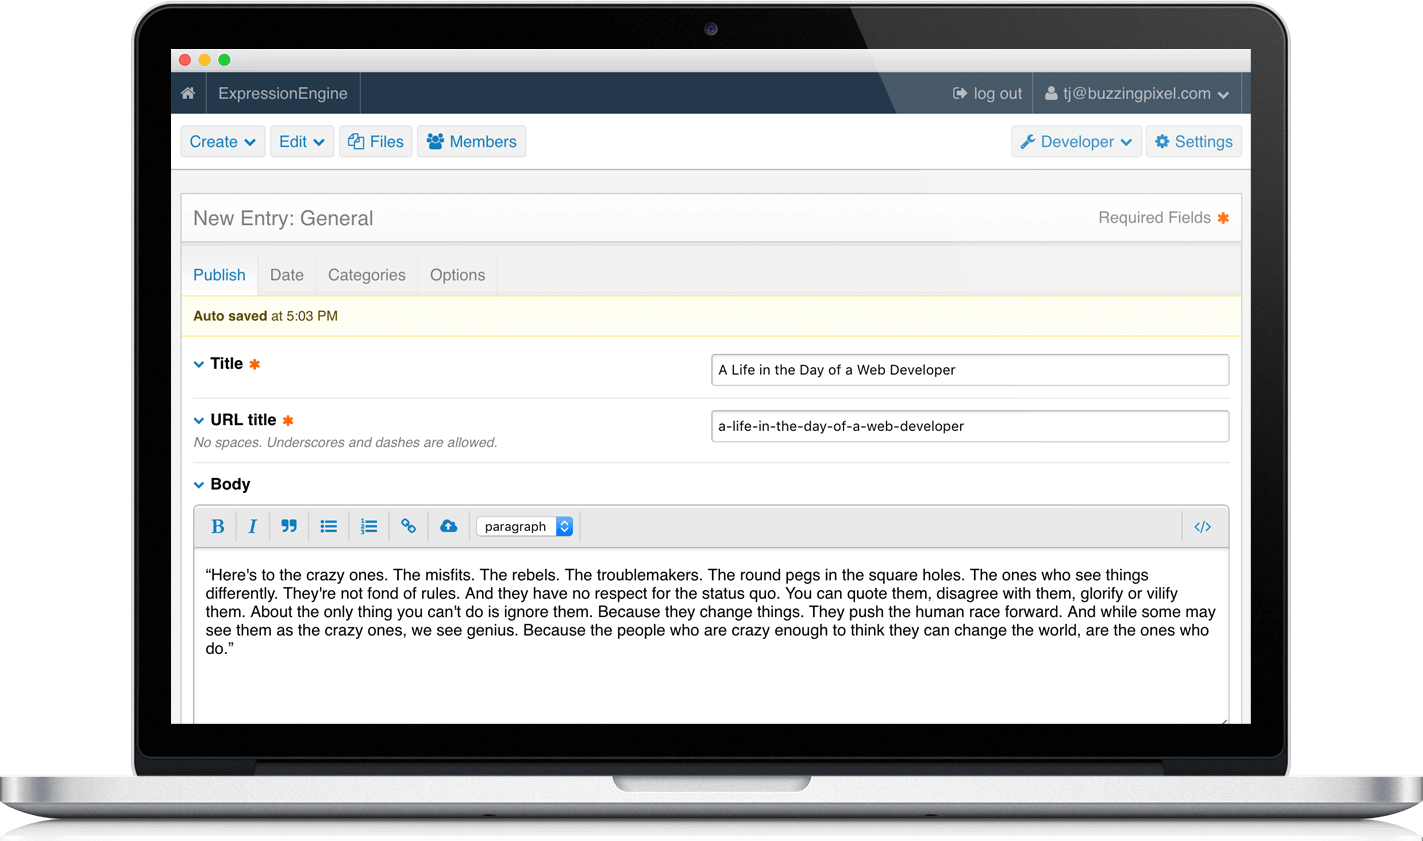 ExpressionEngine
log out
tj@buzzingpixel.com
Create
Edit
Files
Members
Developer
Settings
New Entry: General
Required Fields
Publish
Date
Categories
Options
Auto saved at 5:03 PM
Title
A Life in the Day of a Web Developer
URL title
a-life-in-the-day-of-a-web-developer
No spaces. Underscores and dashes are allowed.
Body
B I paragraph </>
“Here's to the crazy ones. The misfits. The rebels. The troublemakers. The round pegs in the square holes. The ones who see things
differently. They're not fond of rules. And they have no respect for the status quo. You can quote them, disagree with them, glorify or vilify
them. About the only thing you can't do is ignore them. Because they change things. They push the human race forward. And while some may
see them as the crazy ones, we see genius. Because the people who are crazy enough to think they can change the world, are the ones who
do.”